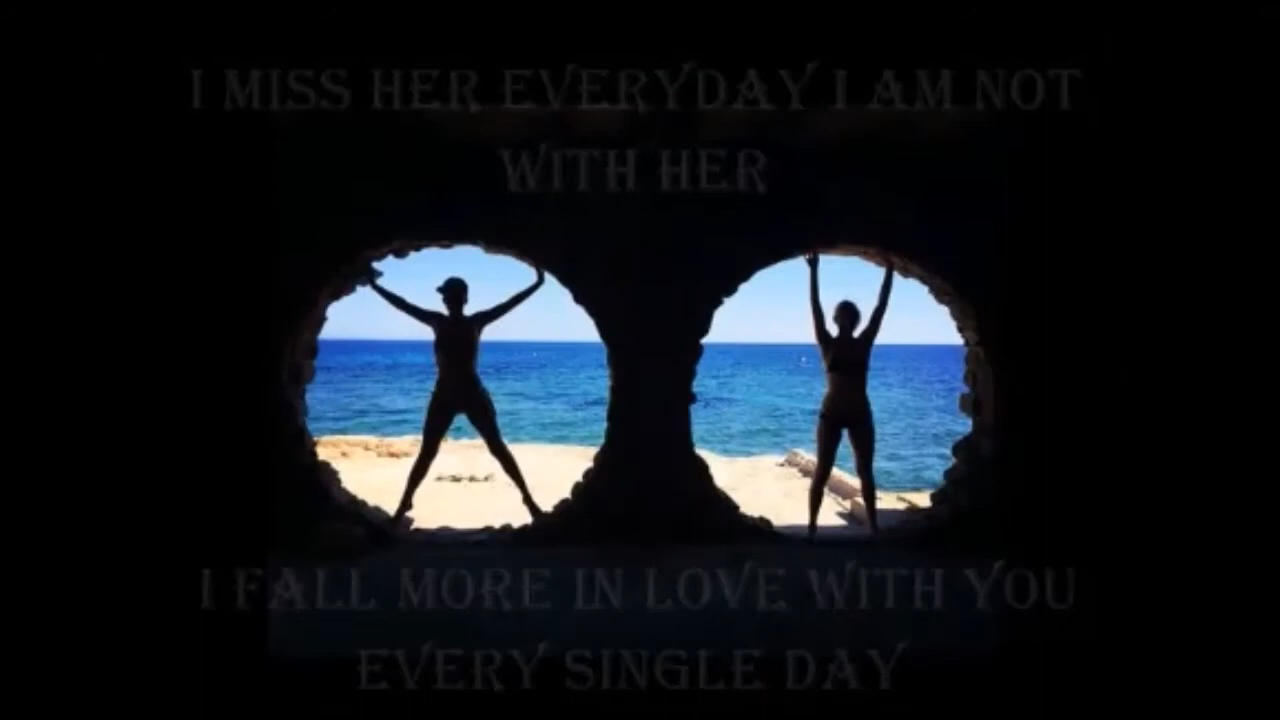 I MISS HER EVERYDAY I AM NOT
WITH HER
I FALL MORE IN LOVE WITH YOU
EVERY SINGLE DAY